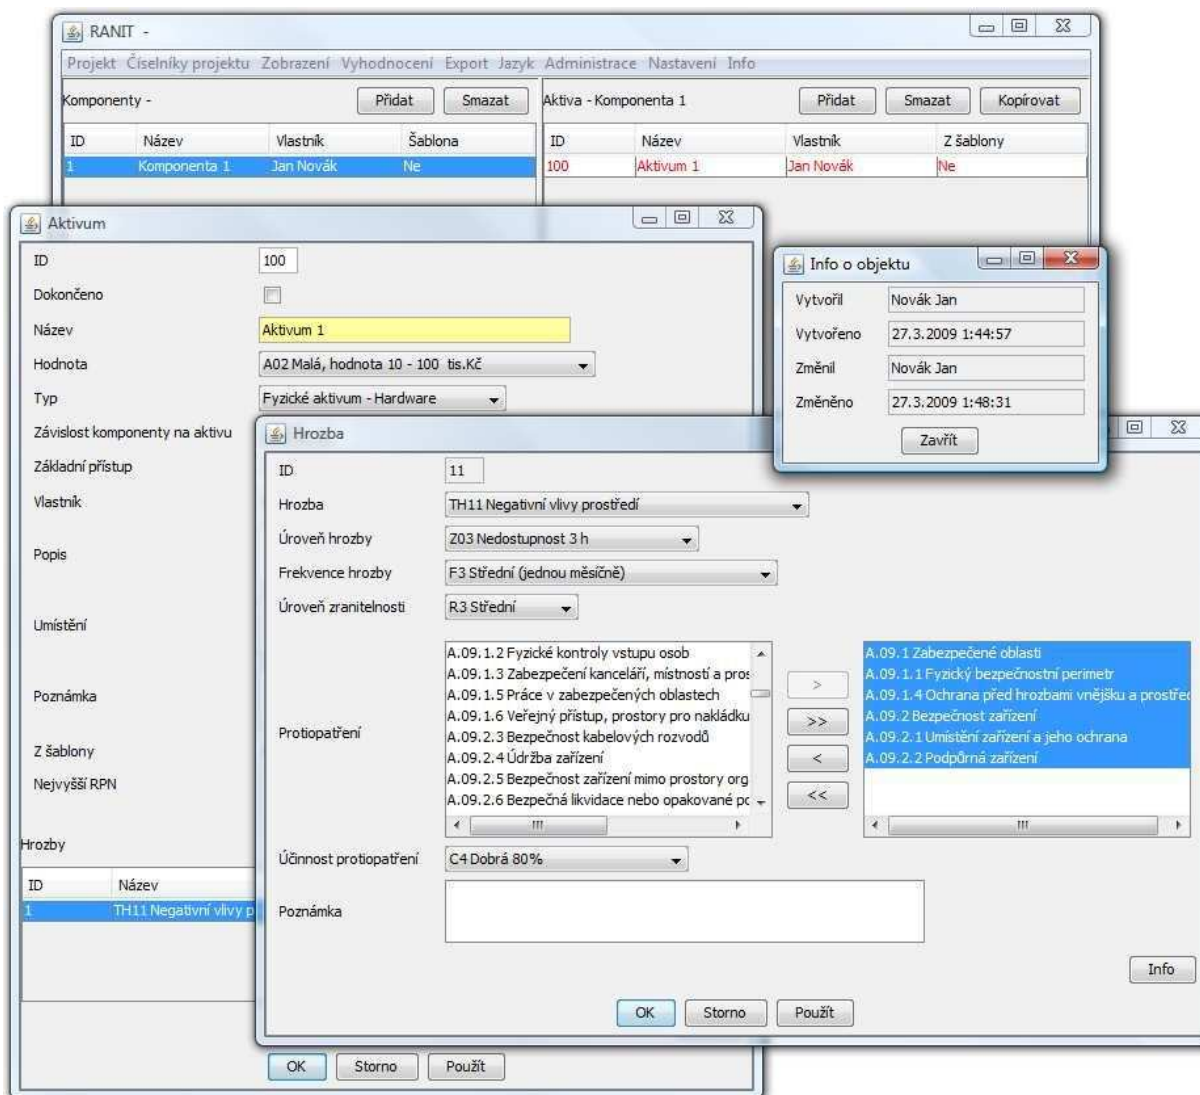 RANIT -
Projekt Číselníky projektu Zobrazení Vyhodnocení Export Jazyk Administrace Nastavení Info
Komponenty - Přidat Smazat
ID Název Vlastník Šablona
1 Komponenta 1 Jan Novák Ne
Aktiva - Komponenta 1 Přidat Smazat Kopírovat
ID Název Vlastník Z šablony
100 Aktivum 1 Jan Novák Ne
Aktivum
ID 100
Dokončeno
Název Aktivum 1
Hodnota A02 Malá, hodnota 10 - 100 tis.Kč
Typ Fyzické aktivum - Hardware
Závislost komponenty na aktivu
Základní přístup
Vlastník
Popis
Umístění
Poznámka
Z šablony
Nejvyšší RPN
Hrozby
ID Název
1 TH11 Negativní vlivy p
OK Storno Použít
Info o objektu
Vytvořil Novák Jan
Vytvořeno 27.3.2009 1:44:57
Změnil Novák Jan
Změněno 27.3.2009 1:48:31
Zavřít
Hrozba
ID 11
Hrozba TH11 Negativní vlivy prostředí
Úroveň hrozby Z03 Nedostupnost 3 h
Frekvence hrozby F3 Střední (jednou měsíčně)
Úroveň zranitelnosti R3 Střední
Protiopatření
A.09.1.2 Fyzické kontroly vstupu osob
A.09.1.3 Zabezpečení kanceláří, místností a pros
A.09.1.5 Práce v zabezpečených oblastech
A.09.1.6 Veřejný přístup, prostory pro nakládku
A.09.2.3 Bezpečnost kabelových rozvodů
A.09.2.4 Údržba zařízení
A.09.2.5 Bezpečnost zařízení mimo prostory org
A.09.2.6 Bezpečná likvidace nebo opakované po
>
>>
<
<<
A.09.1 Zabezpečené oblasti
A.09.1.1 Fyzický bezpečnostní perimetr
A.09.1.4 Ochrana před hrozbami vnějšku a prostřed
A.09.2 Bezpečnost zařízení
A.09.2.1 Umístění zařízení a jeho ochrana
A.09.2.2 Podpůrná zařízení
Účinnost protiopatření C4 Dobrá 80%
Poznámka
Info
OK Storno Použít